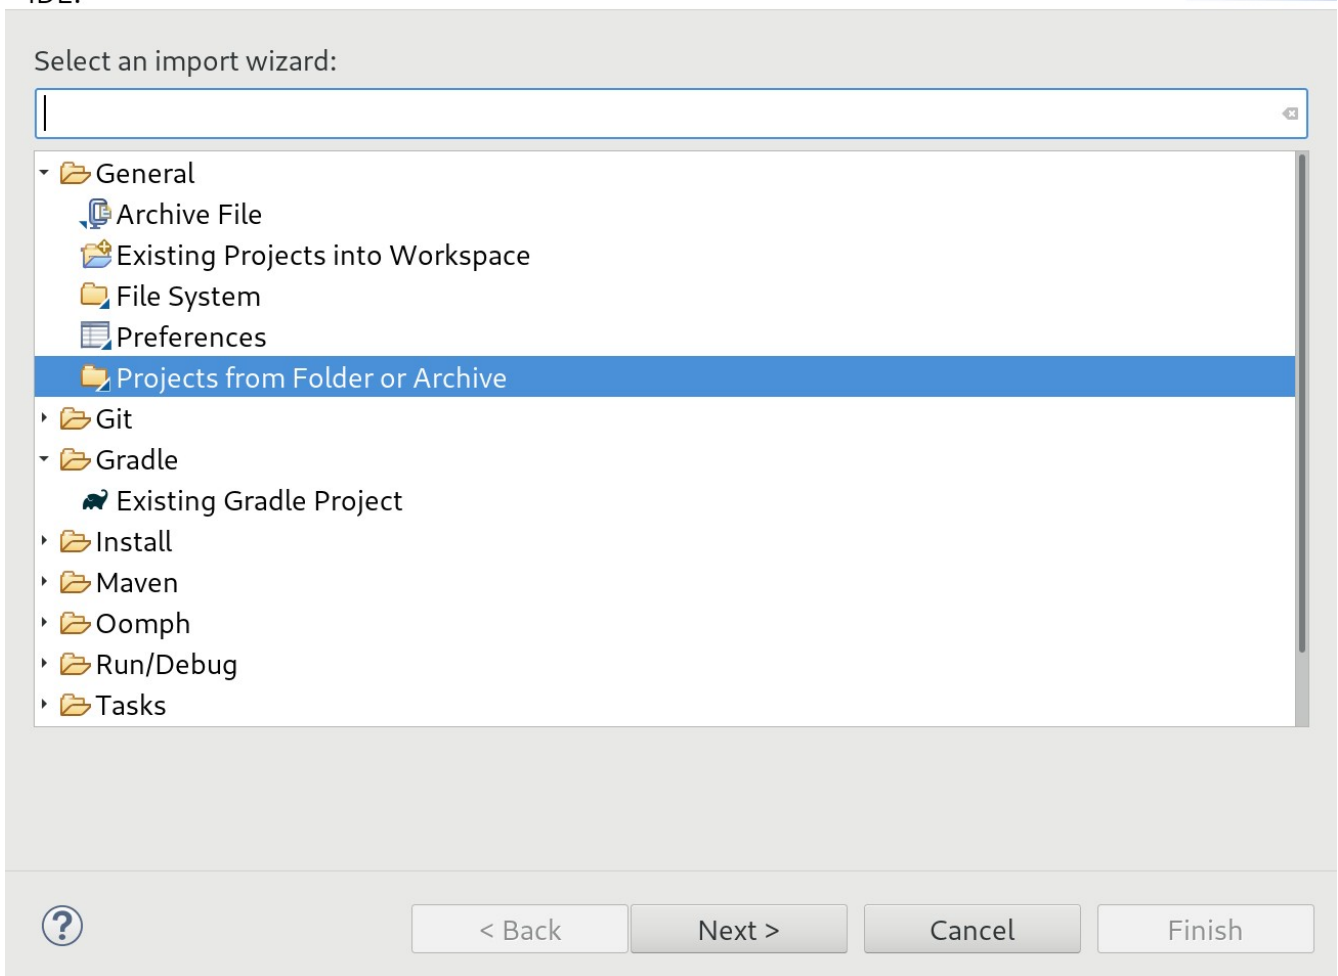 IDE.
Select an import wizard:
General
Archive File
Existing Projects into Workspace
File System
Preferences
Projects from Folder or Archive
Git
Gradle
Existing Gradle Project
Install
Maven
Oomph
Run/Debug
Tasks
?
< Back
Next >
Cancel
Finish